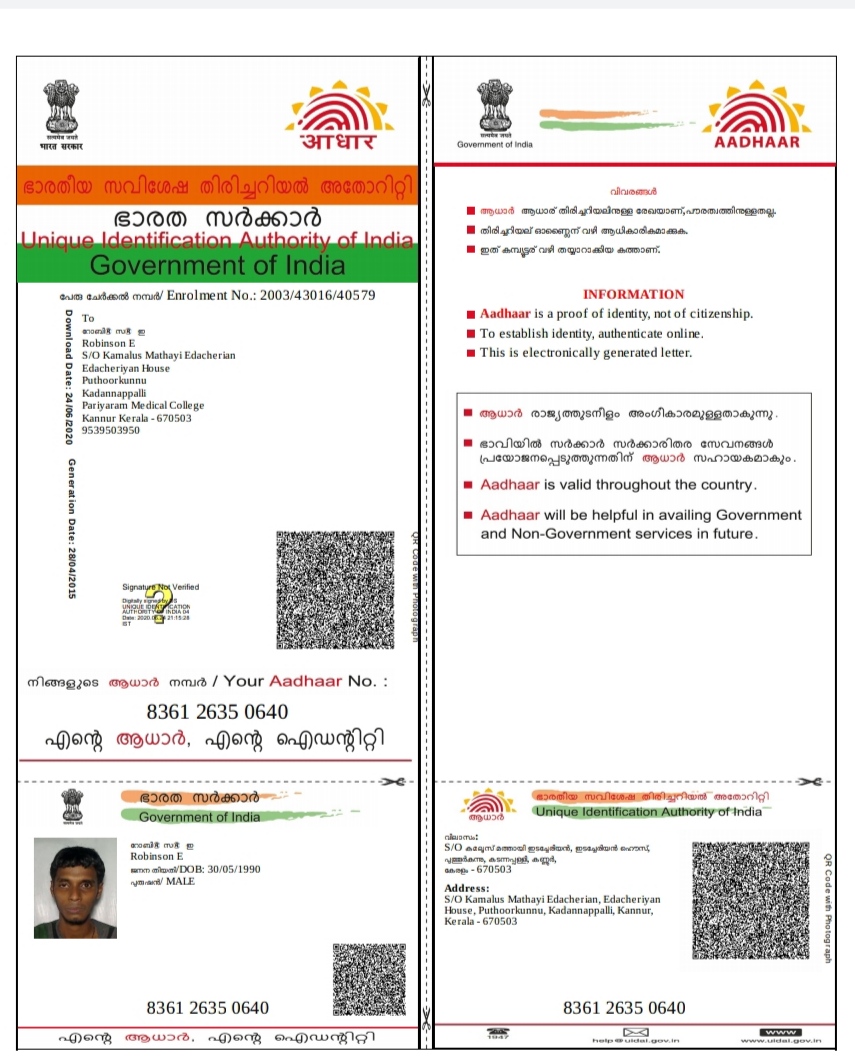 सत्यमेव जयते
भारत सरकार
आधार
ഭാരതീയ സവിശേഷ തിരിച്ചറിയൽ അതോറിറ്റി
ഭാരത സർക്കാർ
Unique Identification Authority of India
Government of India
പേരു ചേർക്കൽ നമ്പർ/ Enrolment No.: 2003/43016/40579
Download Date: 24/06/2020
Generation Date: 28/04/2015
To
Robinson E
S/O Kamalus Mathayi Edacherian
Edacheriyan House
Puthoorkunnu
Kadannappalli
Pariyaram Medical College
Kannur Kerala - 670503
9539503950
QR Code with Photograph
Signature Not Verified
Digitally signed by DS
UNIQUE IDENTIFICATION
AUTHORITY OF INDIA 04
Date: 2020.06.24 21:15:28
IST
നിങ്ങളുടെ ആധാർ നമ്പർ / Your Aadhaar No. :
8361 2635 0640
എന്റെ ആധാർ, എന്റെ ഐഡന്റിറ്റി
ഭാരത സർക്കാർ
Government of India
Robinson E
ജനന തിയതി/DOB: 30/05/1990
പുരുഷൻ/ MALE
8361 2635 0640
എന്റെ ആധാർ, എന്റെ ഐഡന്റിറ്റി
सत्यमेव जयते
Government of India
AADHAAR
വിവരങ്ങൾ
ആധാർ ആധാര് തിരിച്ചറിയലിനുള്ള രേഖയാണ്,പൗരത്വത്തിനുള്ളതല്ല.
തിരിച്ചറിയല് ഓണ്ലൈന് വഴി ആധികാരികമാക്കുക.
ഇത് കമ്പ്യൂട്ടര് വഴി തയ്യാറാക്കിയ കത്താണ്.
INFORMATION
Aadhaar is a proof of identity, not of citizenship.
To establish identity, authenticate online.
This is electronically generated letter.
ആധാർ രാജ്യത്തുടനീളം അംഗീകാരമുള്ളതാകുന്നു.
ഭാവിയിൽ സർക്കാർ സർക്കാരിതര സേവനങ്ങൾ
പ്രയോജനപ്പെടുത്തുന്നതിന് ആധാർ സഹായകമാകും.
Aadhaar is valid throughout the country.
Aadhaar will be helpful in availing Government
and Non-Government services in future.
ആധാർ
ഭാരതീയ സവിശേഷ തിരിച്ചറിയൽ അതോറിറ്റി
Unique Identification Authority of India
വിലാസം:
S/O കമലൂസ് മത്തായി ഇടച്ചേരിയൻ, ഇടച്ചേരിയൻ ഹൌസ്,
പുത്തൂർകുന്ന, കടന്നപ്പള്ളി, കണ്ണൂർ,
കേരളം - 670503
Address:
S/O Kamalus Mathayi Edacherian, Edacheriyan
House, Puthoorkunnu, Kadannappalli, Kannur,
Kerala - 670503
QR Code with Photograph
8361 2635 0640
1947
help@uidai.gov.in
www
www.uidai.gov.in